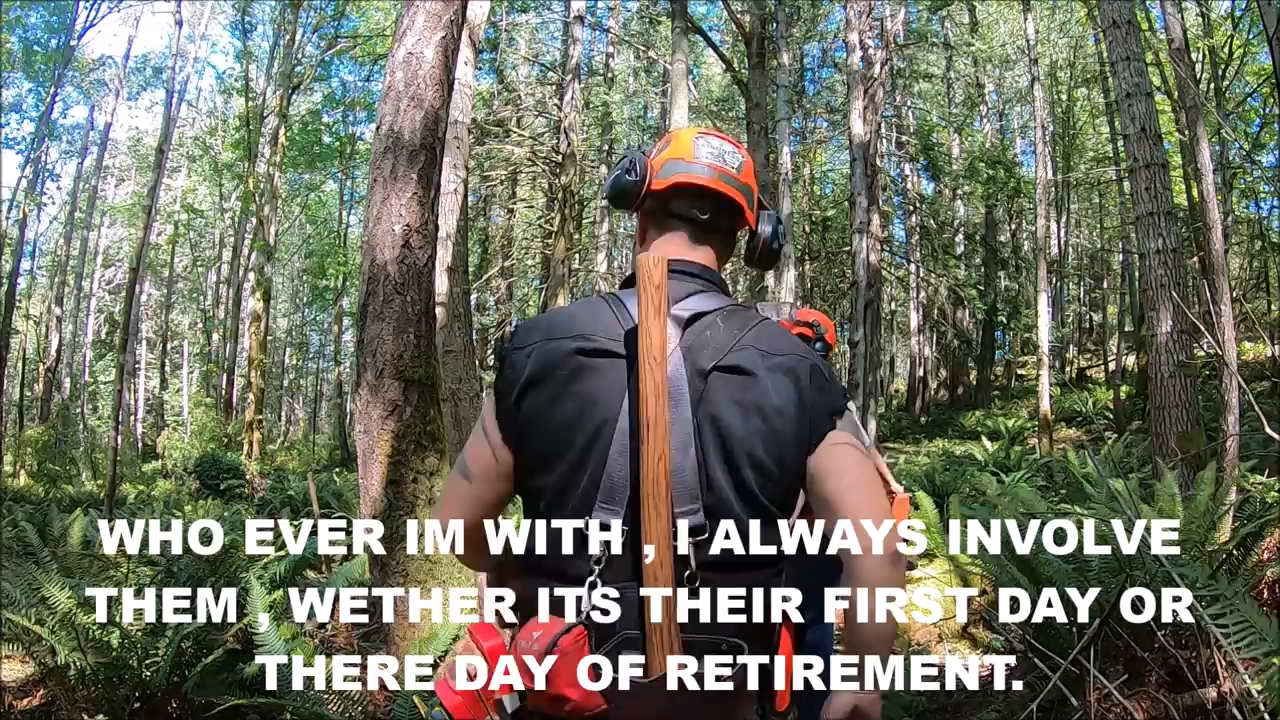 WHO EVER IM WITH , I ALWAYS INVOLVE
THEM , WETHER ITS THEIR FIRST DAY OR
THERE DAY OF RETIREMENT.